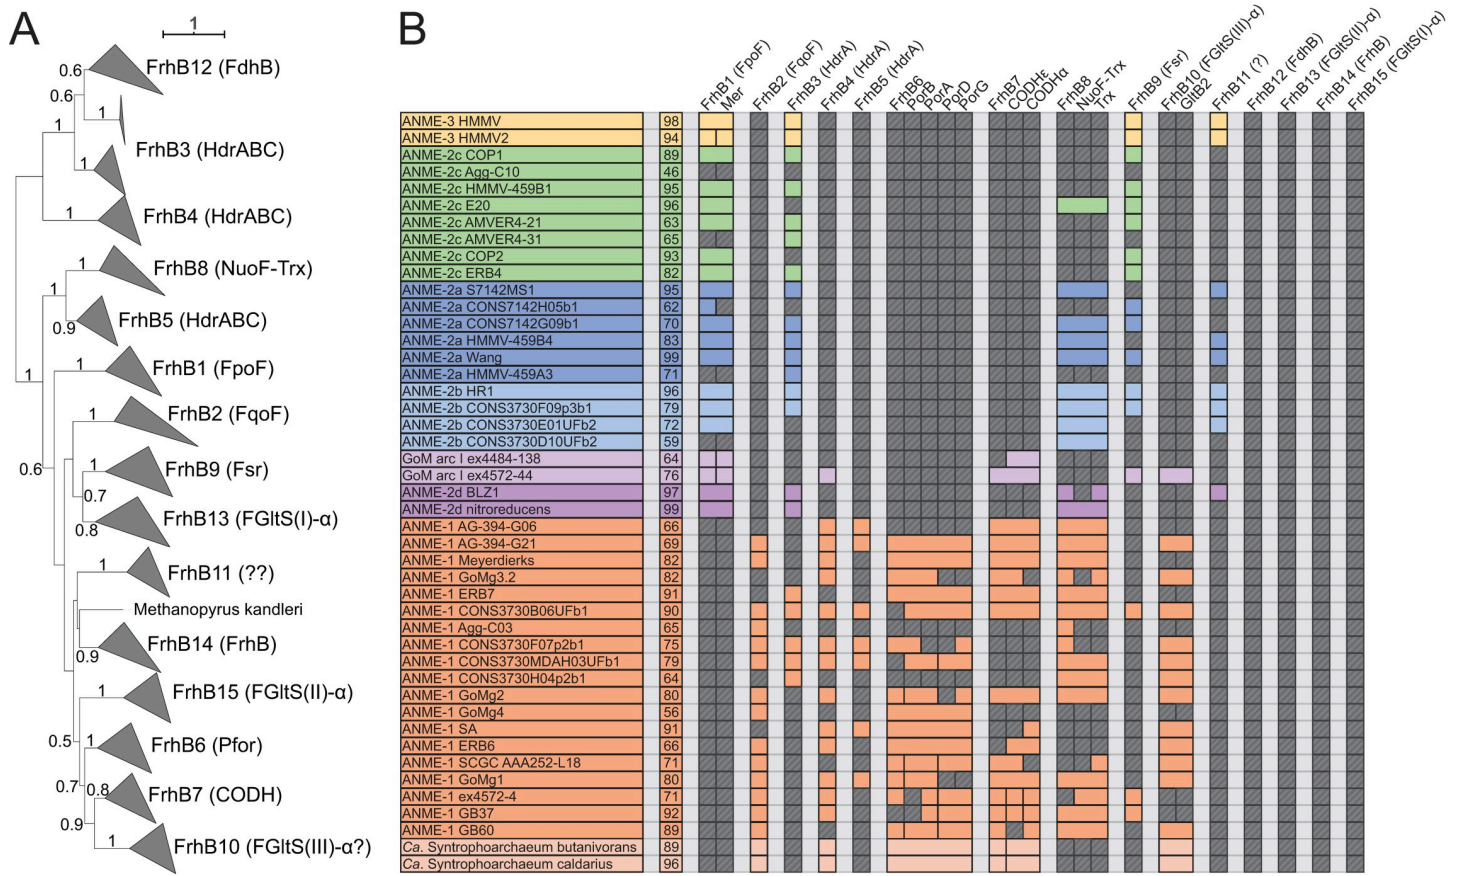 A
1
0.6
FrhB12 (FdhB)
0.6
1
1
FrhB3 (HdrABC)
1
1
FrhB4 (HdrABC)
1
FrhB8 (NuoF-Trx)
1
0.9
FrhB5 (HdrABC)
1
FrhB1 (FpoF)
1
1
FrhB2 (FqoF)
0.6
1
FrhB9 (Fsr)
0.7
0.8
FrhB13 (FGltS(I)-α)
1
FrhB11 (??)
Methanopyrus kandleri
0.9
FrhB14 (FrhB)
1
FrhB15 (FGltS(II)-α)
0.5
1
FrhB6 (Pfor)
0.7
0.8
FrhB7 (CODH)
0.9
1
FrhB10 (FGltS(III)-α?)
B
FrhB1 (FpoF)
Mer
FrhB2 (FqoF)
FrhB3 (HdrA)
FrhB4 (HdrA)
FrhB5 (HdrA)
FrhB6
PorB
PorA
PorD
PorG
FrhB7
CODHε
CODHα
FrhB8
NuoF-Trx
Trx
FrhB9 (Fsr)
FrhB10 (FGltS(III)-α)
GltB2
FrhB11 (?)
FrhB12 (FdhB)
FrhB13 (FGltS(II)-α)
FrhB14 (FrhB)
FrhB15 (FGltS(I)-α)
ANME-3 HMMV 98
ANME-3 HMMV2 94
ANME-2c COP1 89
ANME-2c Agg-C10 46
ANME-2c HMMV-459B1 95
ANME-2c E20 96
ANME-2c AMVER4-21 63
ANME-2c AMVER4-31 65
ANME-2c COP2 93
ANME-2c ERB4 82
ANME-2a S7142MS1 95
ANME-2a CONS7142H05b1 62
ANME-2a CONS7142G09b1 70
ANME-2a HMMV-459B4 83
ANME-2a Wang 99
ANME-2a HMMV-459A3 71
ANME-2b HR1 96
ANME-2b CONS3730F09p3b1 79
ANME-2b CONS3730E01UFb2 72
ANME-2b CONS3730D10UFb2 59
GoM arc I ex4484-138 64
GoM arc I ex4572-44 76
ANME-2d BLZ1 97
ANME-2d nitroreducens 99
ANME-1 AG-394-G06 66
ANME-1 AG-394-G21 69
ANME-1 Meyerdierks 82
ANME-1 GoMg3.2 82
ANME-1 ERB7 91
ANME-1 CONS3730B06UFb1 90
ANME-1 Agg-C03 65
ANME-1 CONS3730F07p2b1 75
ANME-1 CONS3730MDAH03UFb1 79
ANME-1 CONS3730H04p2b1 64
ANME-1 GoMg2 80
ANME-1 GoMg4 56
ANME-1 SA 91
ANME-1 ERB6 66
ANME-1 SCGC AAA252-L18 71
ANME-1 GoMg1 80
ANME-1 ex4572-4 71
ANME-1 GB37 92
ANME-1 GB60 89
Ca. Syntrophoarchaeum butanivorans 89
Ca. Syntrophoarchaeum caldarius 96